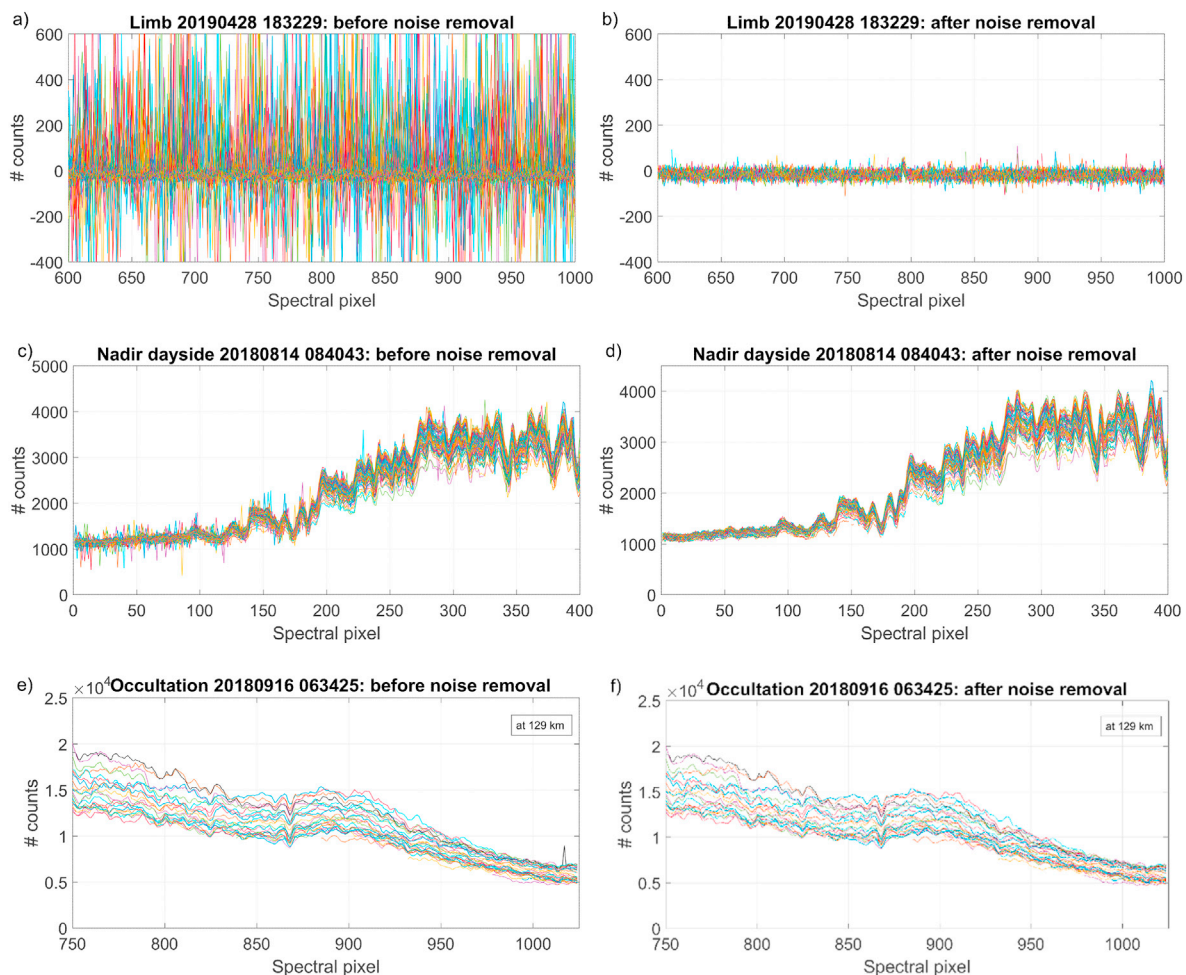 a) Limb 20190428 183229: before noise removal
600
400
200
0
-200
-400
# counts
600 650 700 750 800 850 900 950 1000
Spectral pixel
b) Limb 20190428 183229: after noise removal
600
400
200
0
-200
-400
# counts
600 650 700 750 800 850 900 950 1000
Spectral pixel
c) Nadir dayside 20180814 084043: before noise removal
5000
4000
3000
2000
1000
0
# counts
0 50 100 150 200 250 300 350 400
Spectral pixel
d) Nadir dayside 20180814 084043: after noise removal
4000
3000
2000
1000
0
# counts
0 50 100 150 200 250 300 350 400
Spectral pixel
e) ×10⁴ Occultation 20180916 063425: before noise removal
2.5
2
1.5
1
0.5
0
# counts
at 129 km
750 800 850 900 950 1000
Spectral pixel
f) ×10⁴ Occultation 20180916 063425: after noise removal
2.5
2
1.5
1
0.5
0
# counts
at 129 km
750 800 850 900 950 1000
Spectral pixel